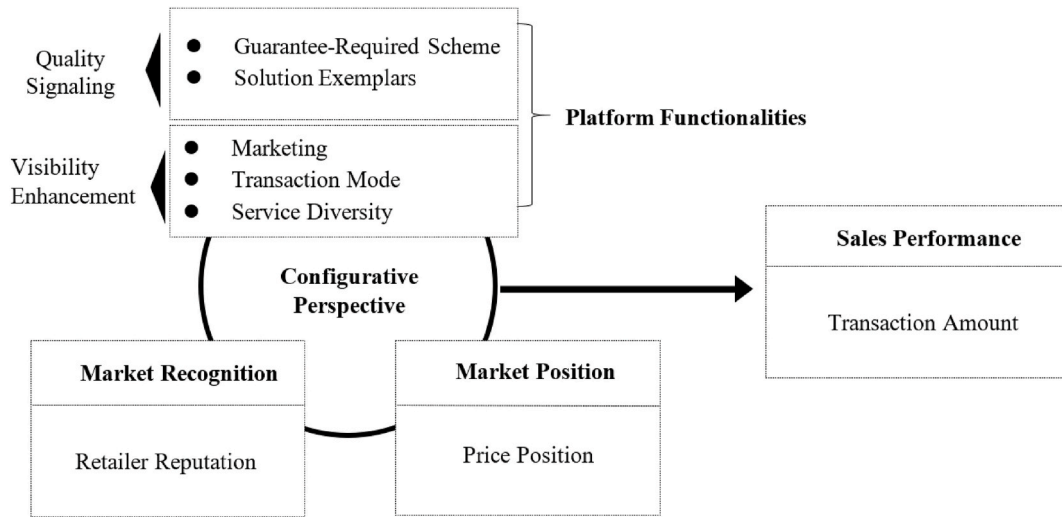 Quality
Signaling
Guarantee-Required Scheme
Solution Exemplars
Platform Functionalities
Visibility
Enhancement
Marketing
Transaction Mode
Service Diversity
Configurative
Perspective
Sales Performance
Transaction Amount
Market Recognition
Retailer Reputation
Market Position
Price Position